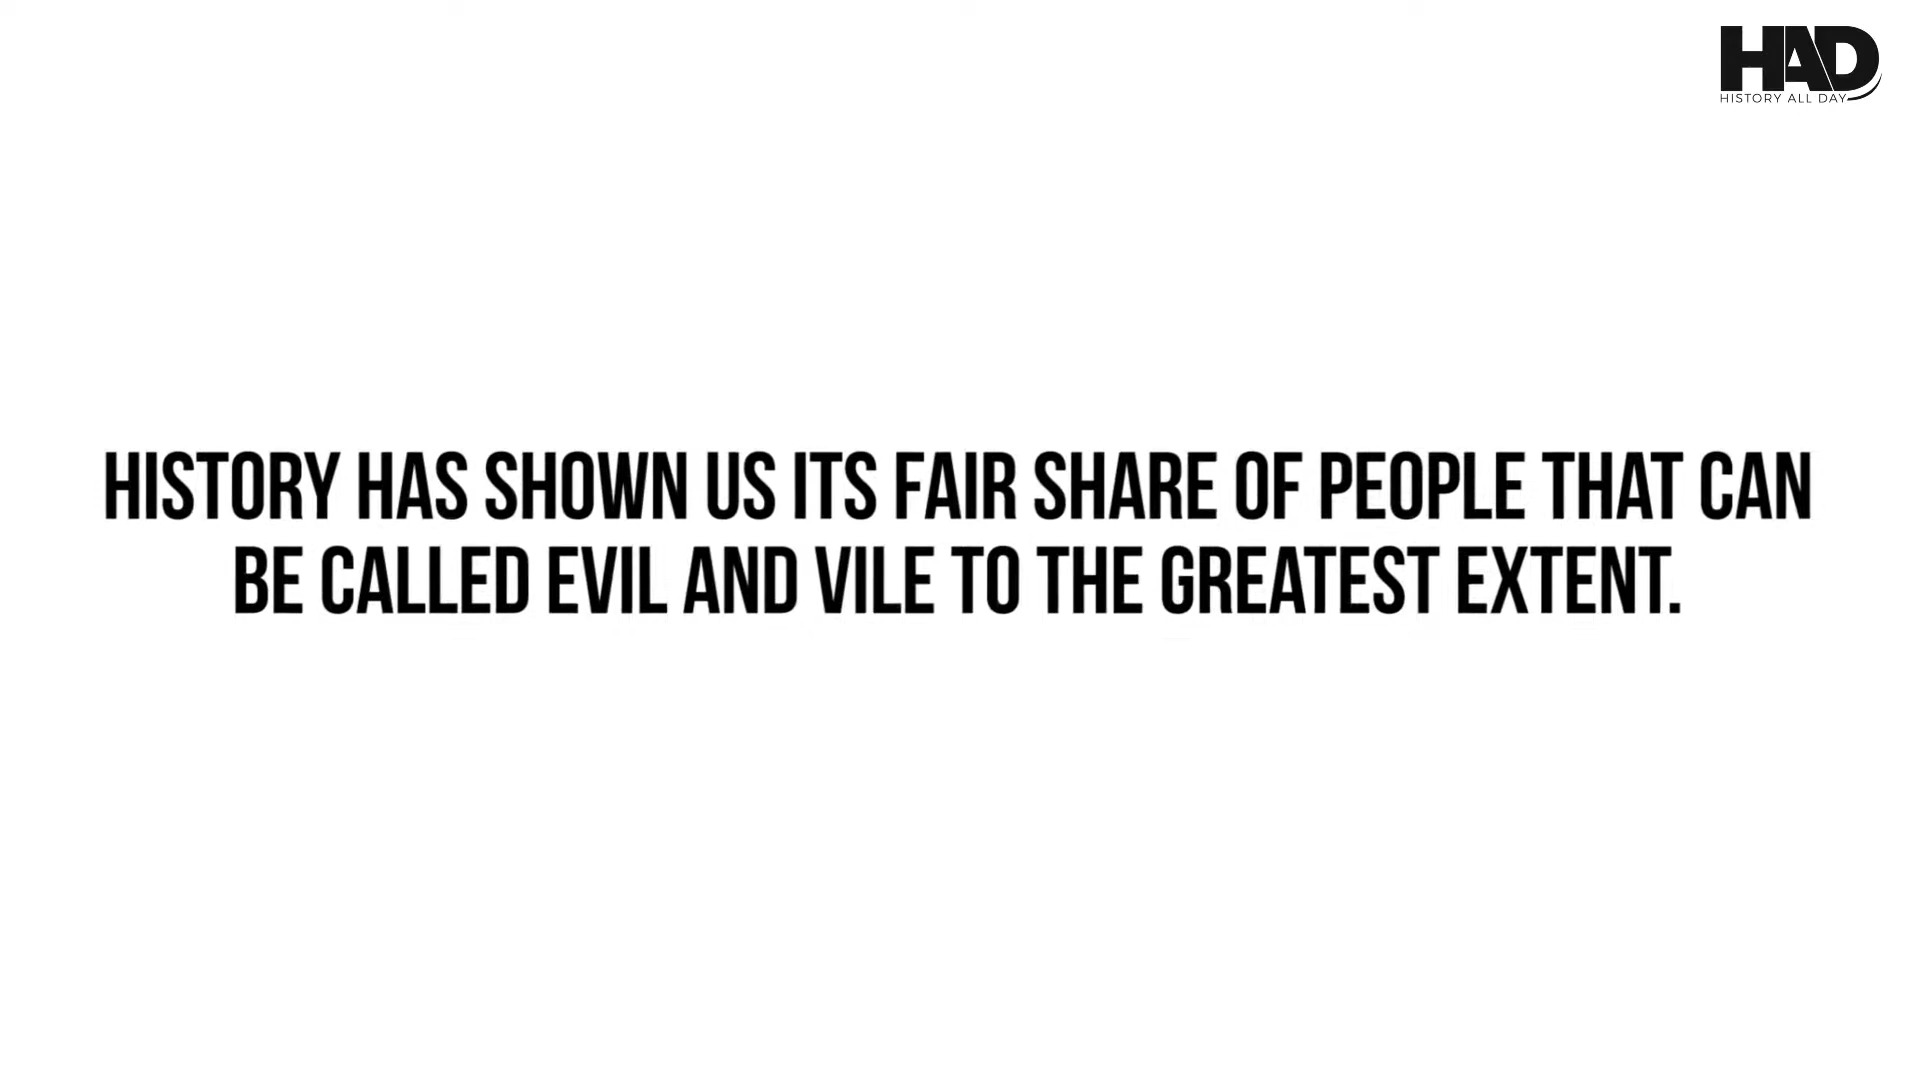 HAD
HISTORY ALL DAY
HISTORY HAS SHOWN US ITS FAIR SHARE OF PEOPLE THAT CAN
BE CALLED EVIL AND VILE TO THE GREATEST EXTENT.